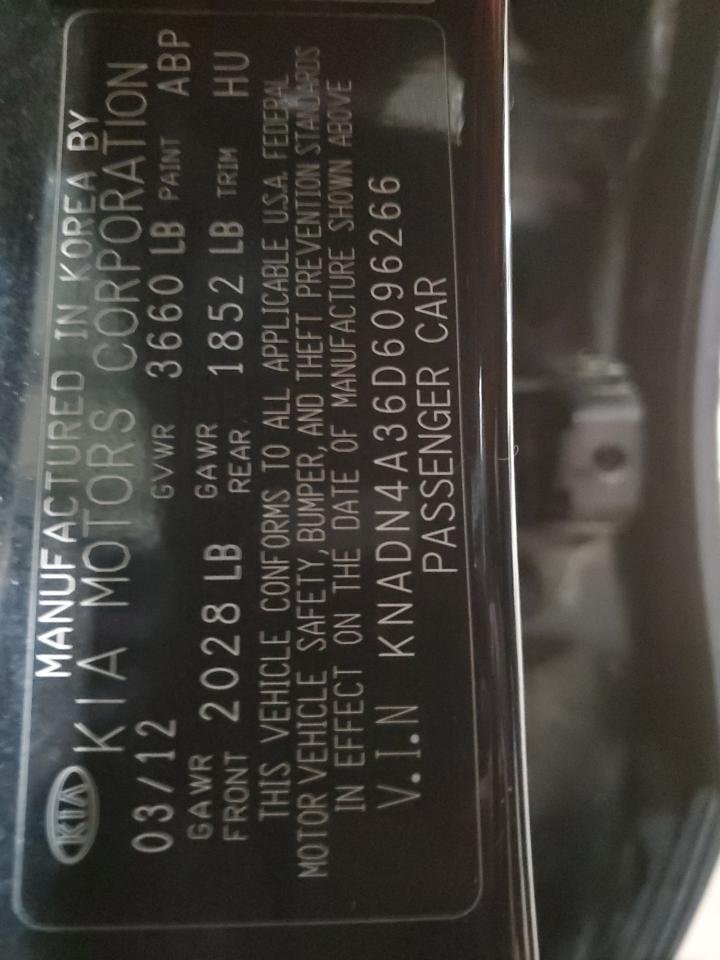 KIA
MANUFACTURED IN KOREA BY
KIA MOTORS CORPORATION
03/12 GVWR 3660 LB PAINT ABP
GAWR FRONT 2028 LB GAWR REAR 1852 LB TRIM HU
THIS VEHICLE CONFORMS TO ALL APPLICABLE U.S.A. FEDERAL
MOTOR VEHICLE SAFETY, BUMPER, AND THEFT PREVENTION STANDARDS
IN EFFECT ON THE DATE OF MANUFACTURE SHOWN ABOVE
V.I.N KNADN4A36D6096266
PASSENGER CAR